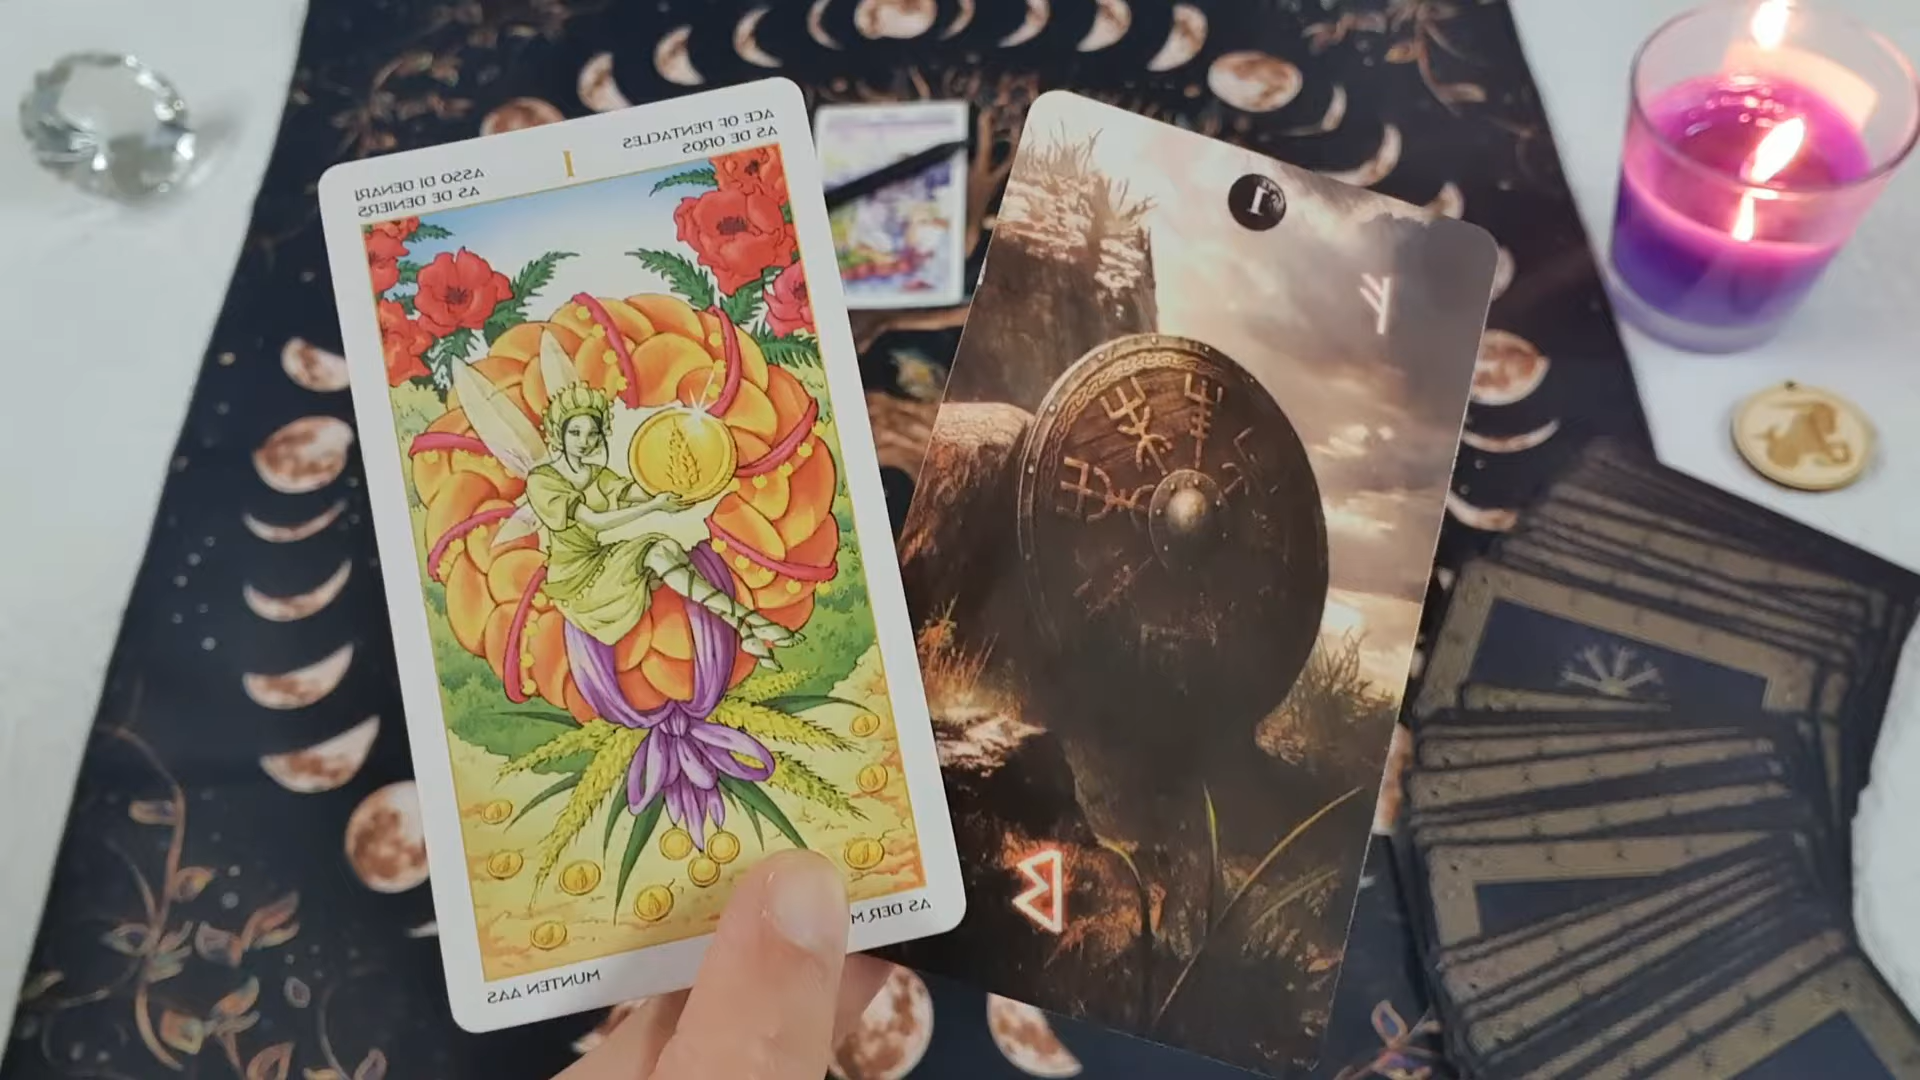 ASSO DI DENARI
AS DE DENIERS
I
ACE OF PENTACLES
AS DE OROS
MUNTEN AAS
AS DER M
I
ᚠ
ᛒ